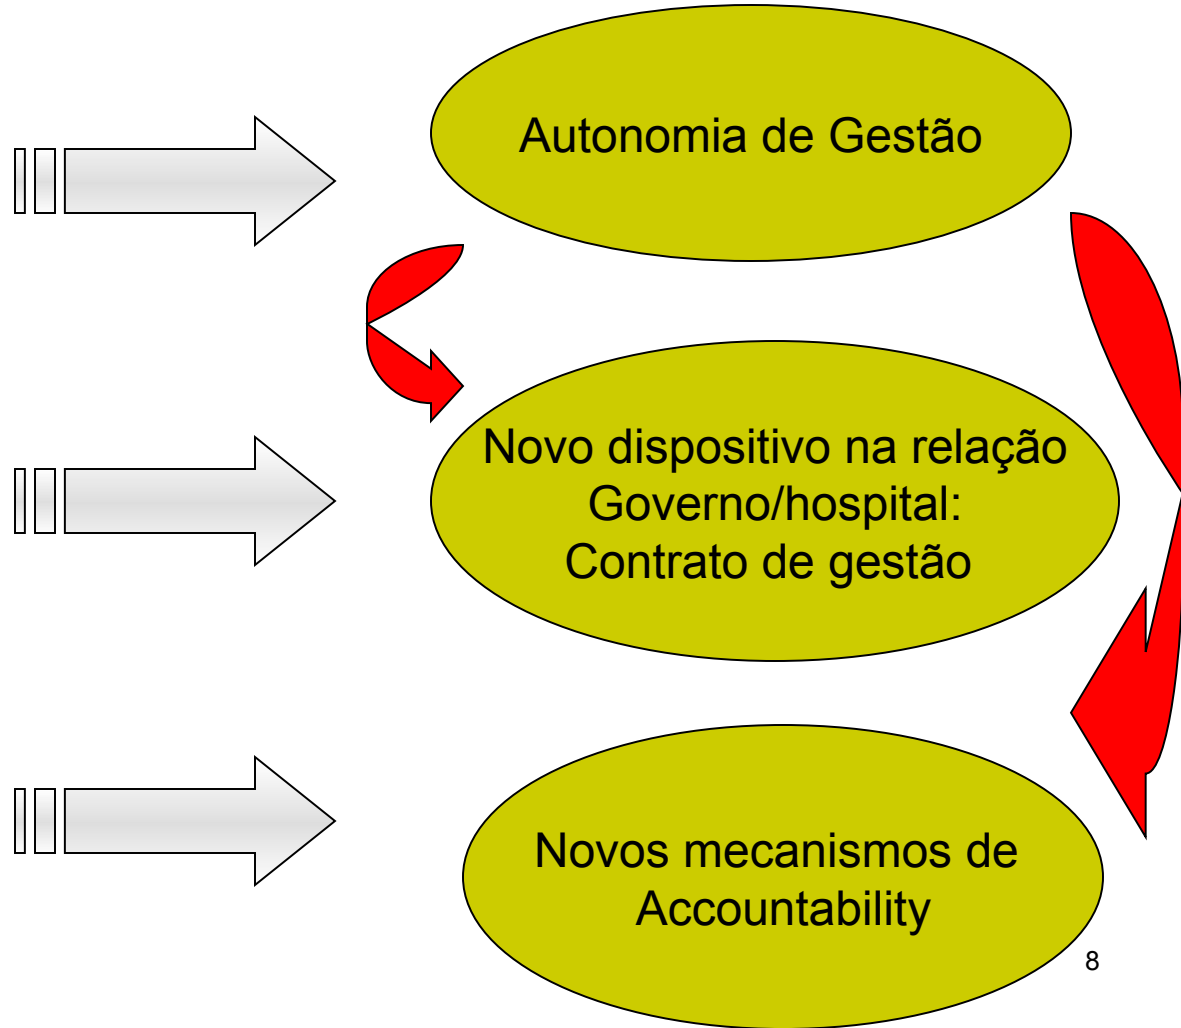 Autonomia de Gestão
Novo dispositivo na relação
Governo/hospital:
Contrato de gestão
Novos mecanismos de
Accountability
8